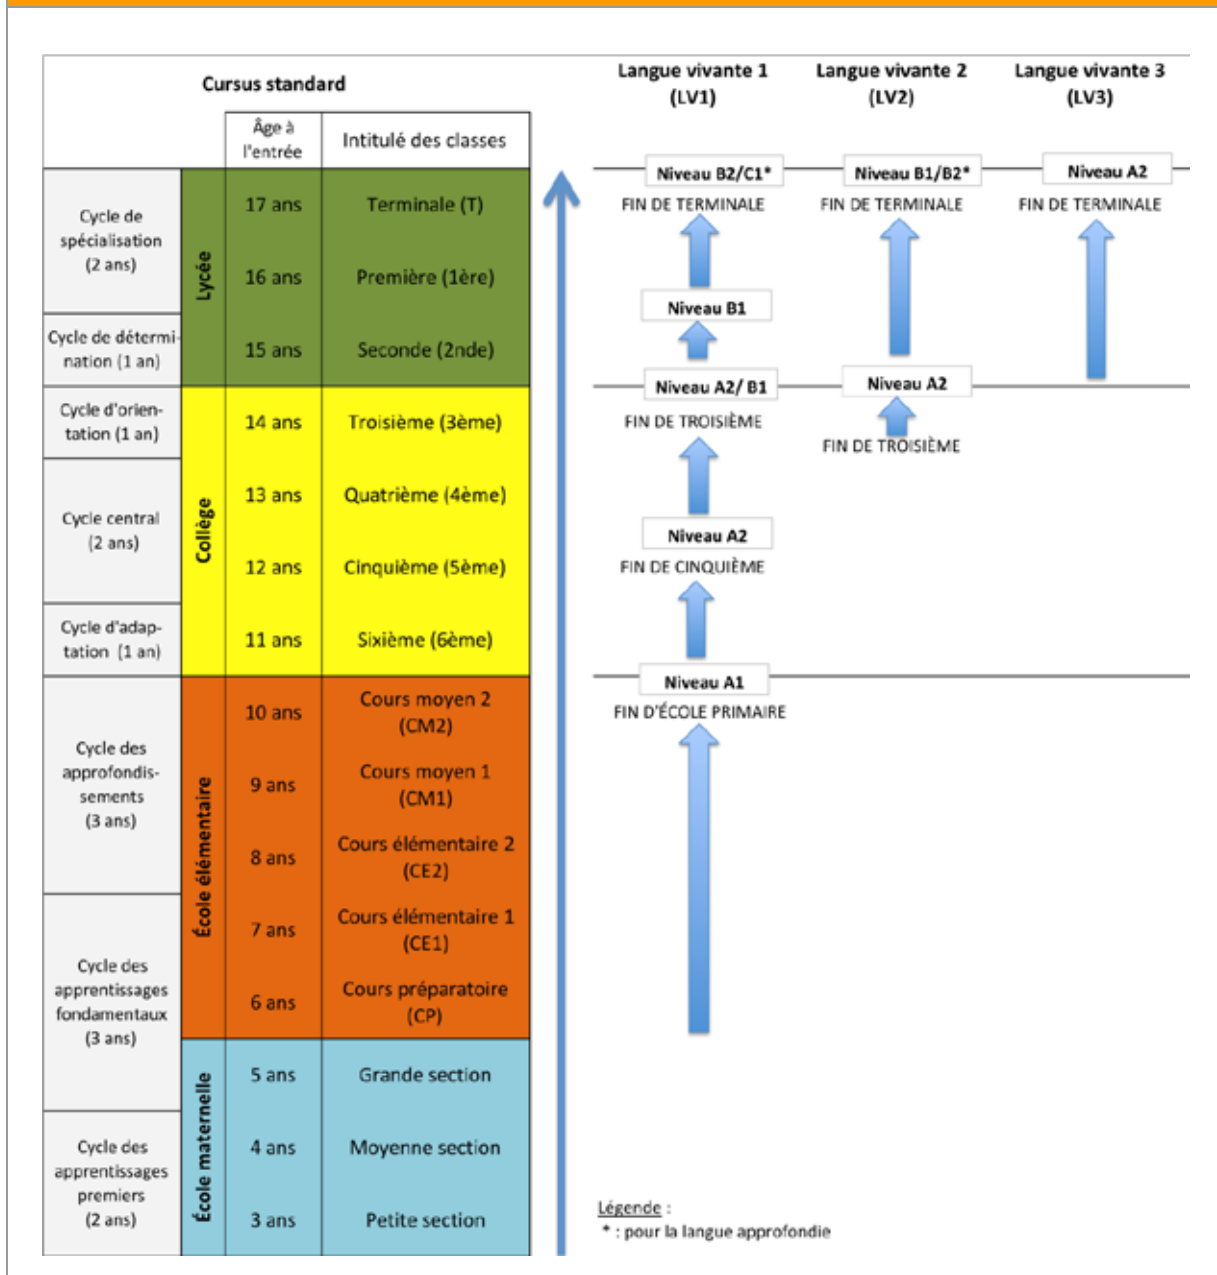 Cursus standard
Âge à
l'entrée
Intitulé des classes
Cycle de
spécialisation
(2 ans)
Lycée
17 ans
Terminale (T)
16 ans
Première (1ère)
Cycle de détermi-
nation (1 an)
15 ans
Seconde (2nde)
Cycle d'orien-
tation (1 an)
Collège
14 ans
Troisième (3ème)
Cycle central
(2 ans)
13 ans
Quatrième (4ème)
12 ans
Cinquième (5ème)
Cycle d'adap-
tation (1 an)
11 ans
Sixième (6ème)
Cycle des
approfondis-
sements
(3 ans)
École élémentaire
10 ans
Cours moyen 2
(CM2)
9 ans
Cours moyen 1
(CM1)
8 ans
Cours élémentaire 2
(CE2)
Cycle des
apprentissages
fondamentaux
(3 ans)
7 ans
Cours élémentaire 1
(CE1)
6 ans
Cours préparatoire
(CP)
École maternelle
5 ans
Grande section
Cycle des
apprentissages
premiers
(2 ans)
4 ans
Moyenne section
3 ans
Petite section
Langue vivante 1
(LV1)
Niveau B2/C1*
FIN DE TERMINALE
Niveau B1
Niveau A2/ B1
FIN DE TROISIÈME
Niveau A2
FIN DE CINQUIÈME
Niveau A1
FIN D'ÉCOLE PRIMAIRE
Langue vivante 2
(LV2)
Niveau B1/B2*
FIN DE TERMINALE
Niveau A2
FIN DE TROISIÈME
Langue vivante 3
(LV3)
Niveau A2
FIN DE TERMINALE
Légende :
* : pour la langue approfondie